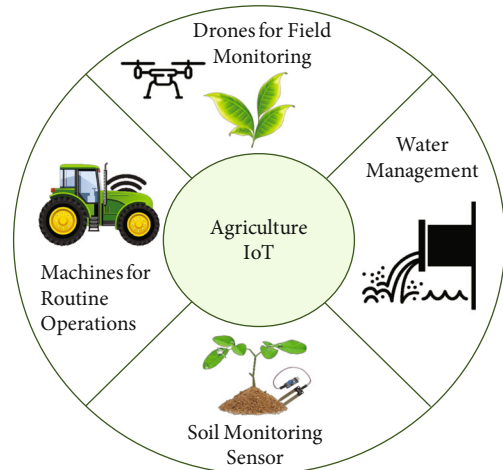 Drones for Field
Monitoring
Water
Management
Agriculture
IoT
Machines for
Routine
Operations
Soil Monitoring
Sensor